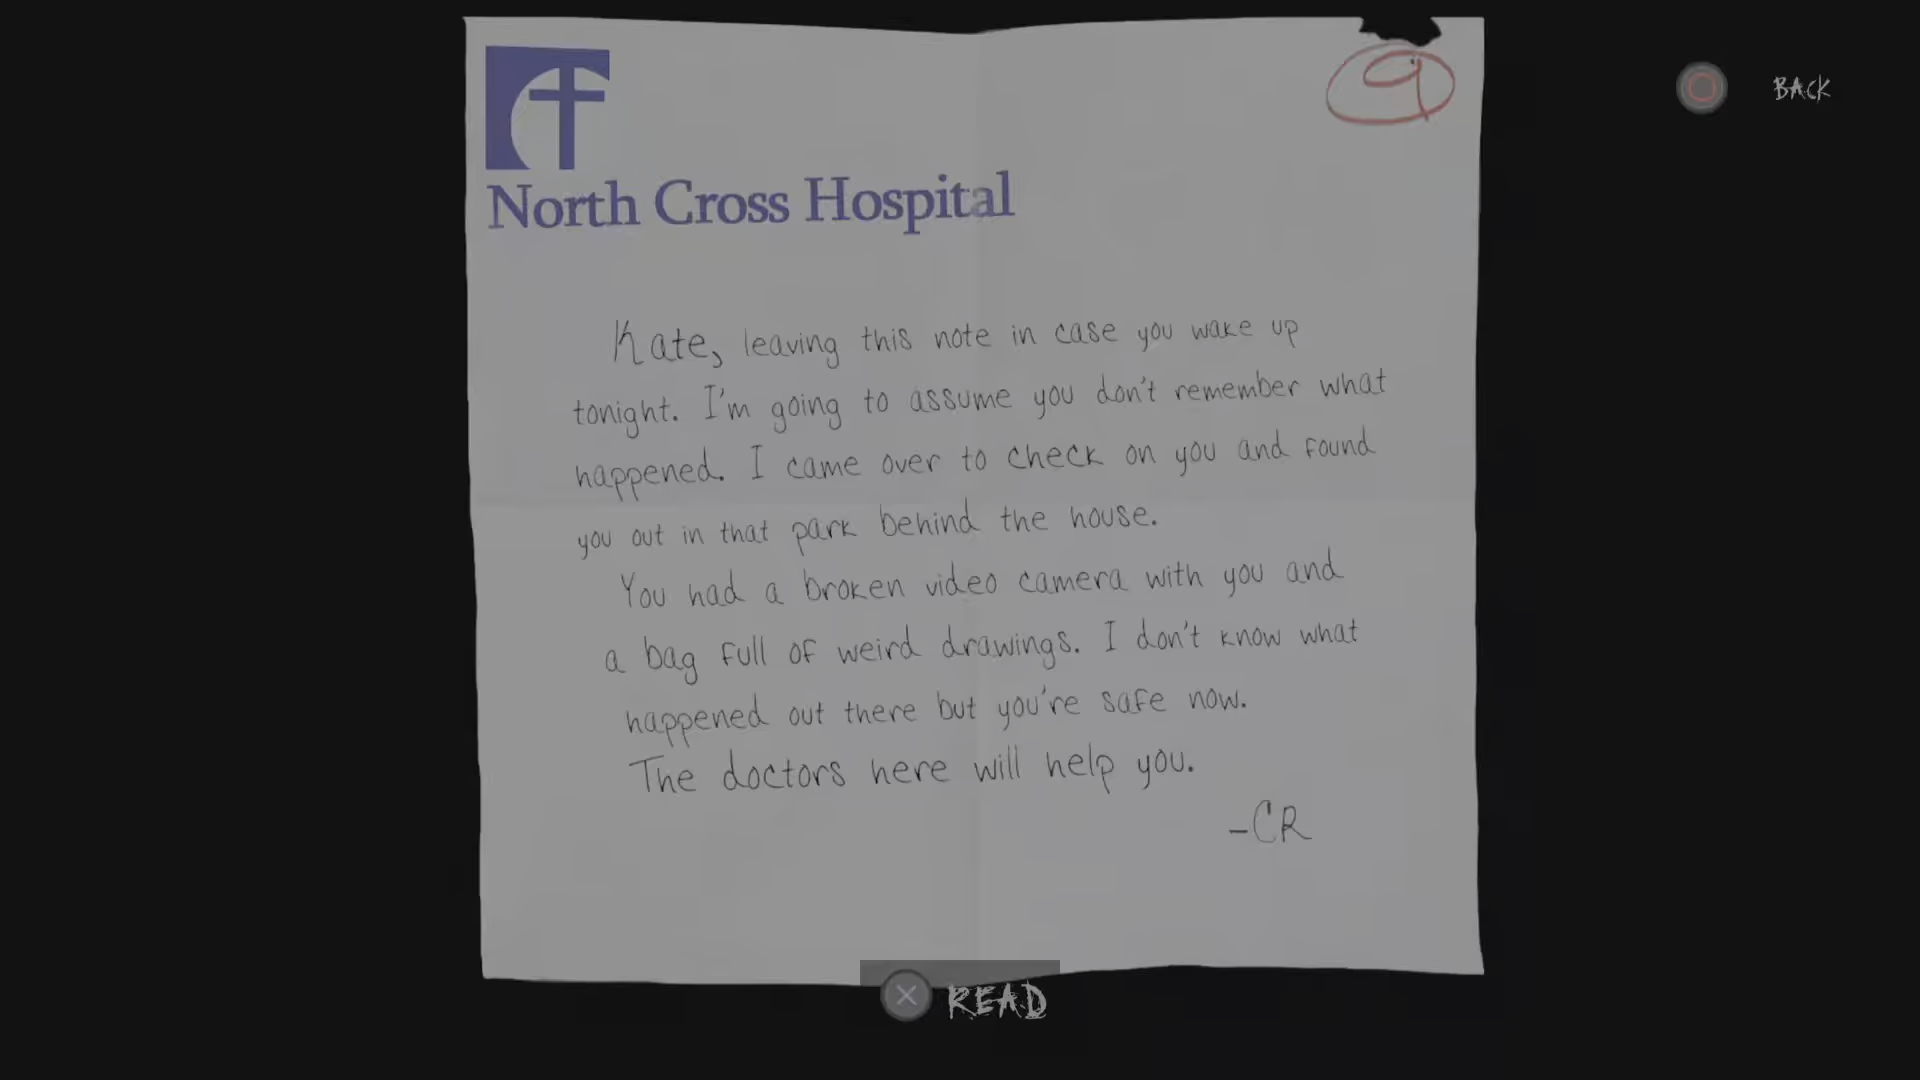 9
BACK
North Cross Hospital
Kate, leaving this note in case you wake up
tonight. I'm going to assume you don't remember what
happened. I came over to check on you and found
you out in that park behind the house.
You had a broken video camera with you and
a bag full of weird drawings. I don't know what
happened out there but you're safe now.
The doctors here will help you.
-CR
READ